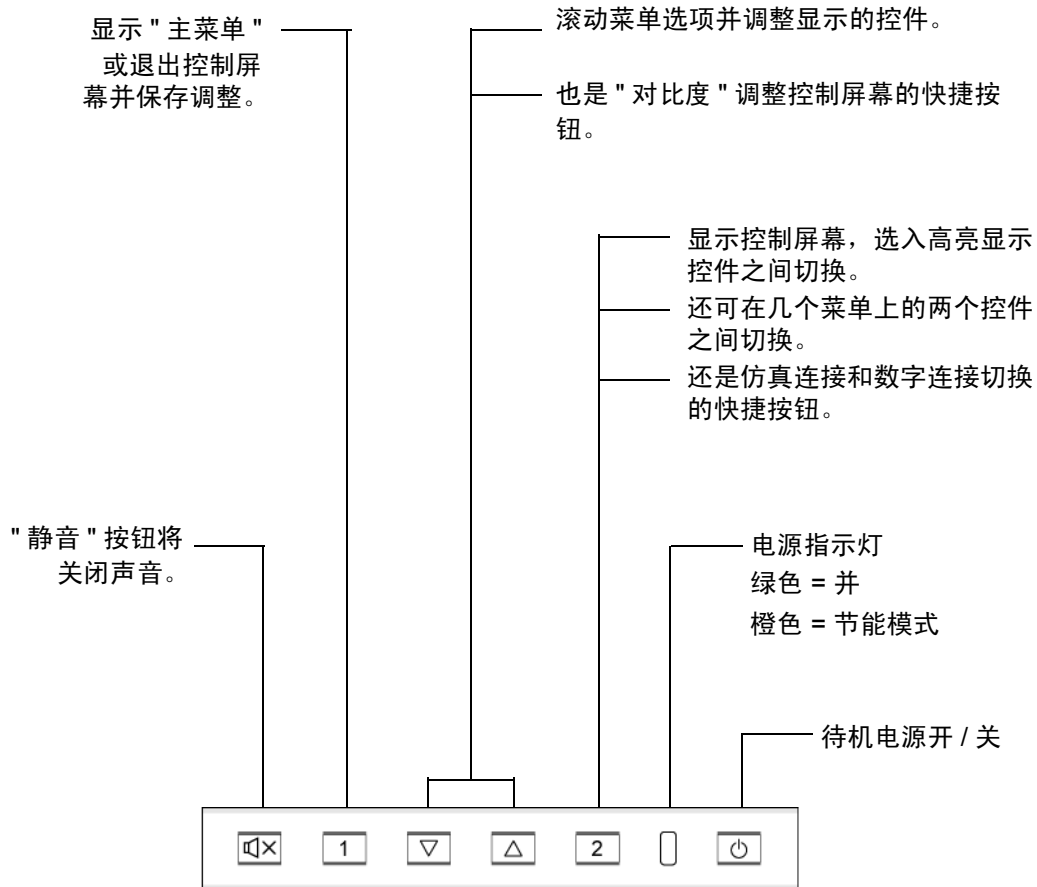 显示 " 主菜单 "
或退出控制屏
幕并保存调整。
滚动菜单选项并调整显示的控件。
也是 " 对比度 " 调整控制屏幕的快捷按
钮。
显示控制屏幕，选入高亮显示
控件之间切换。
还可在几个菜单上的两个控件
之间切换。
还是仿真连接和数字连接切换
的快捷按钮。
" 静音 " 按钮将
关闭声音。
电源指示灯
绿色 = 并
橙色 = 节能模式
待机电源开 / 关
1 2